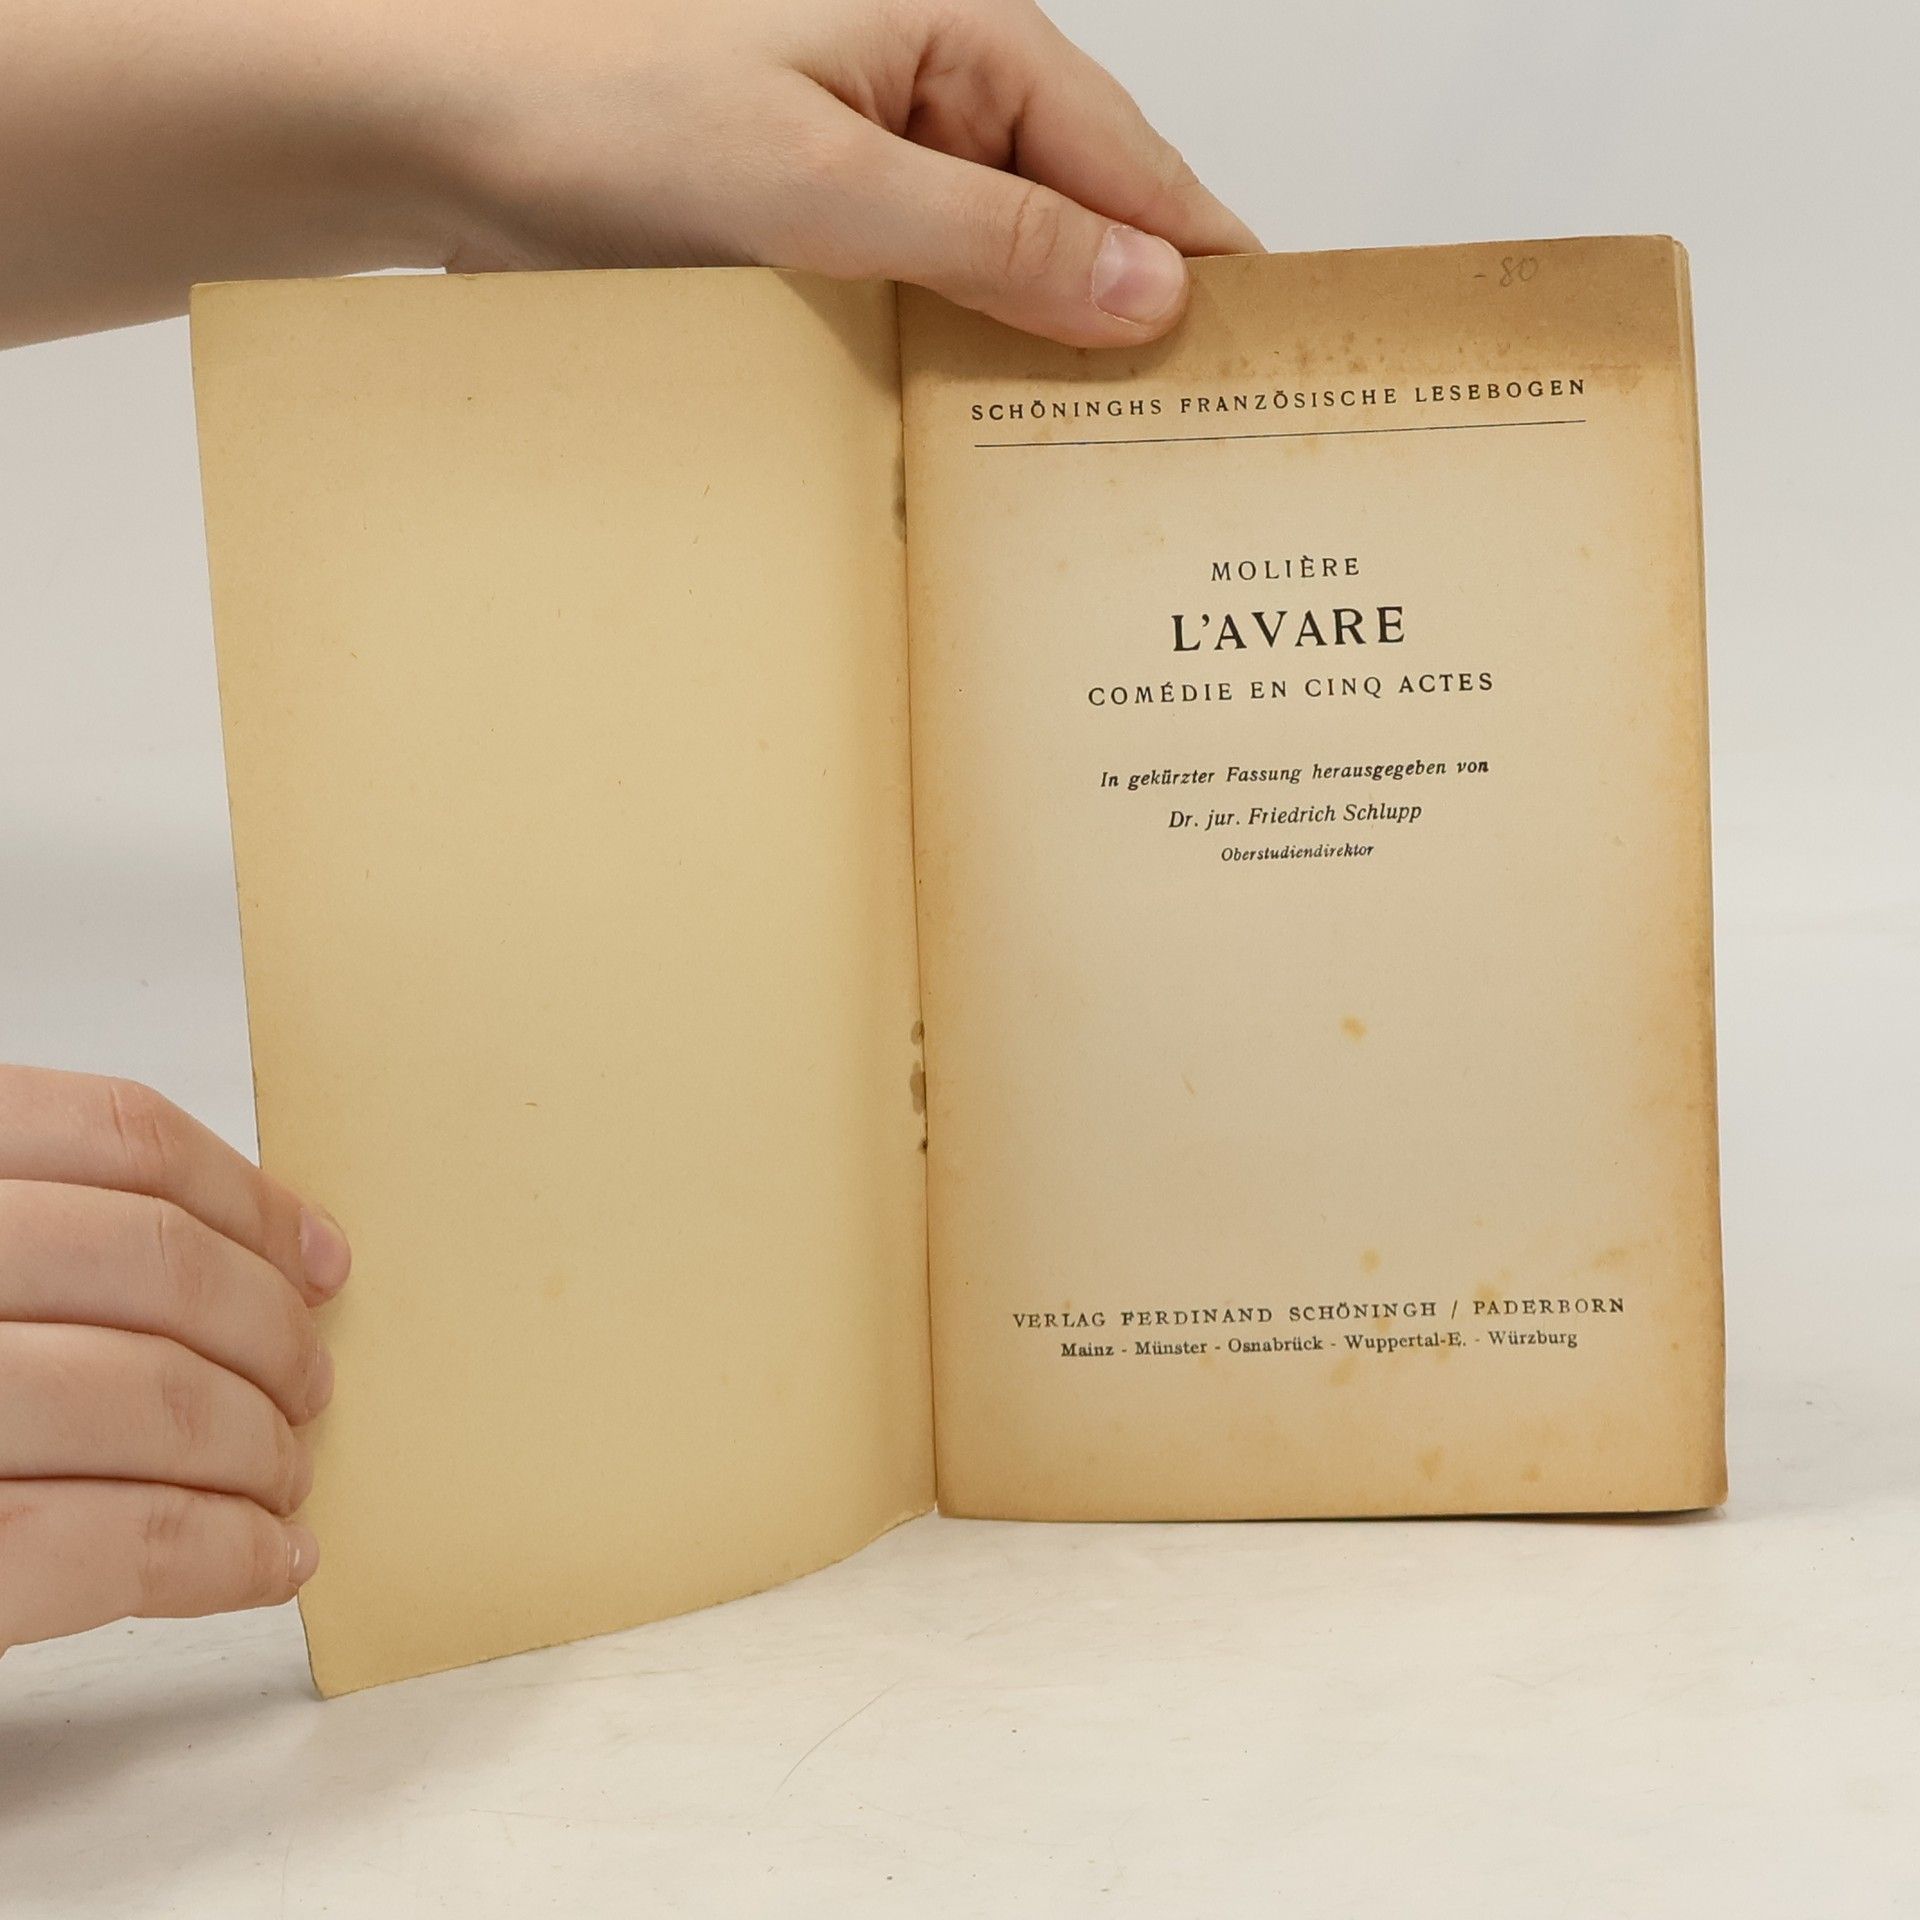 -80
SCHÖNINGHS FRANZÖSISCHE LESEBOGEN
MOLIÈRE
L'AVARE
COMÉDIE EN CINQ ACTES
In gekürzter Fassung herausgegeben von
Dr. jur. Friedrich Schlupp
Oberstudiendirektor
VERLAG FERDINAND SCHÖNINGH / PADERBORN
Mainz - Münster - Osnabrück - Wuppertal-E. - Würzburg